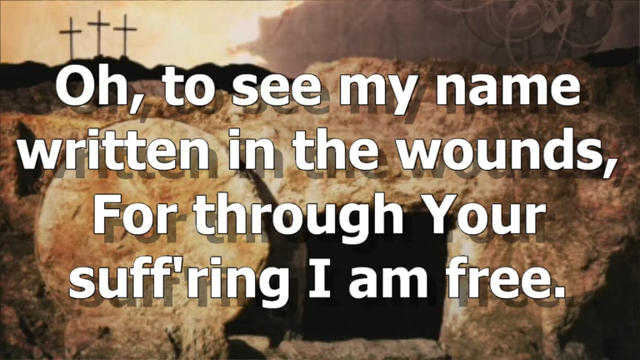 Oh, to see my name
written in the wounds,
For through Your
suff'ring I am free.